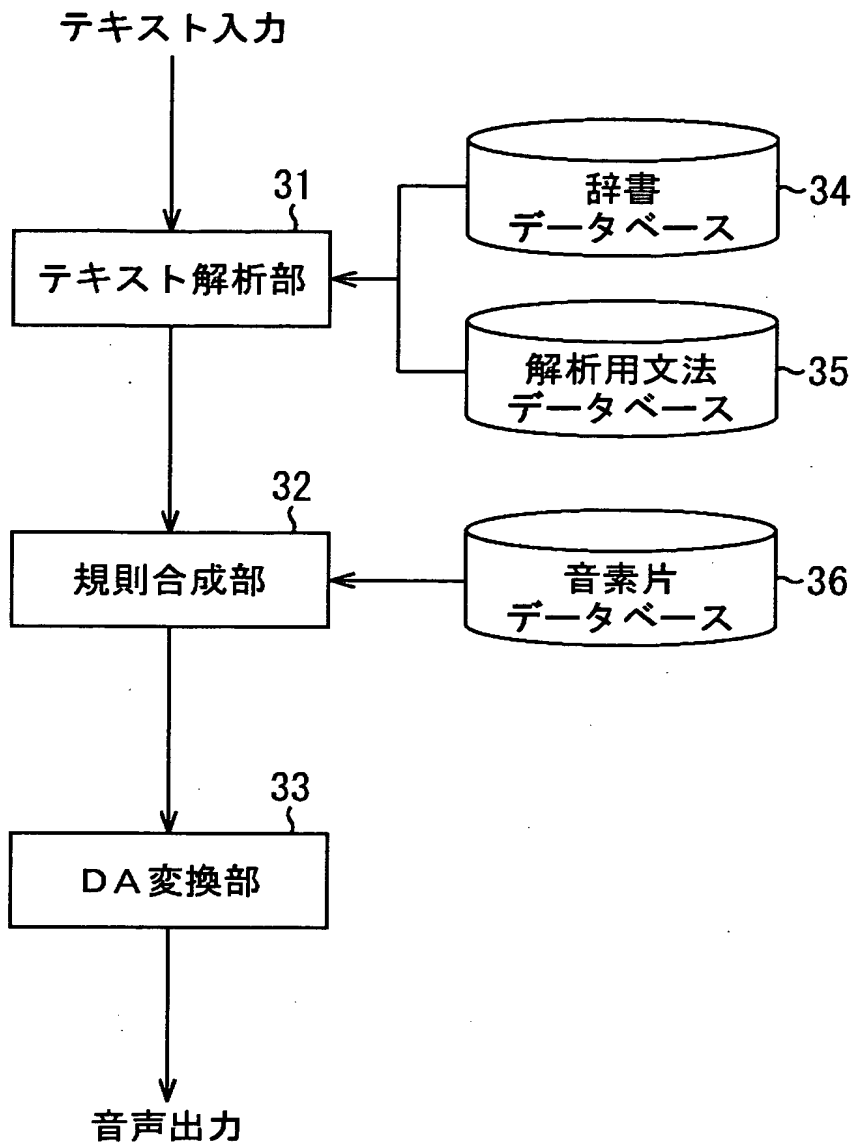 テキスト入力
31
テキスト解析部
辞書
データベース
34
解析用文法
データベース
35
32
規則合成部
音素片
データベース
36
33
DA変換部
音声出力